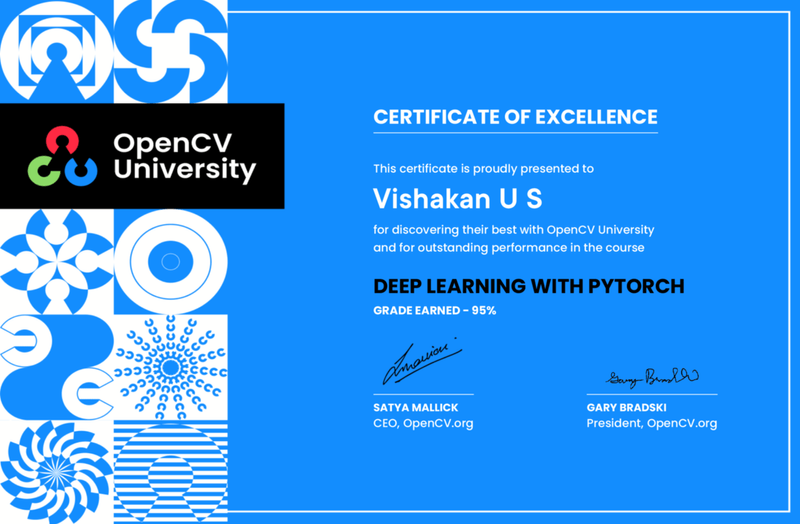 OpenCV
University
CERTIFICATE OF EXCELLENCE
This certificate is proudly presented to
Vishakan U S
for discovering their best with OpenCV University
and for outstanding performance in the course
DEEP LEARNING WITH PYTORCH
GRADE EARNED - 95%
SATYA MALLICK
CEO, OpenCV.org
Gary Bradski
GARY BRADSKI
President, OpenCV.org